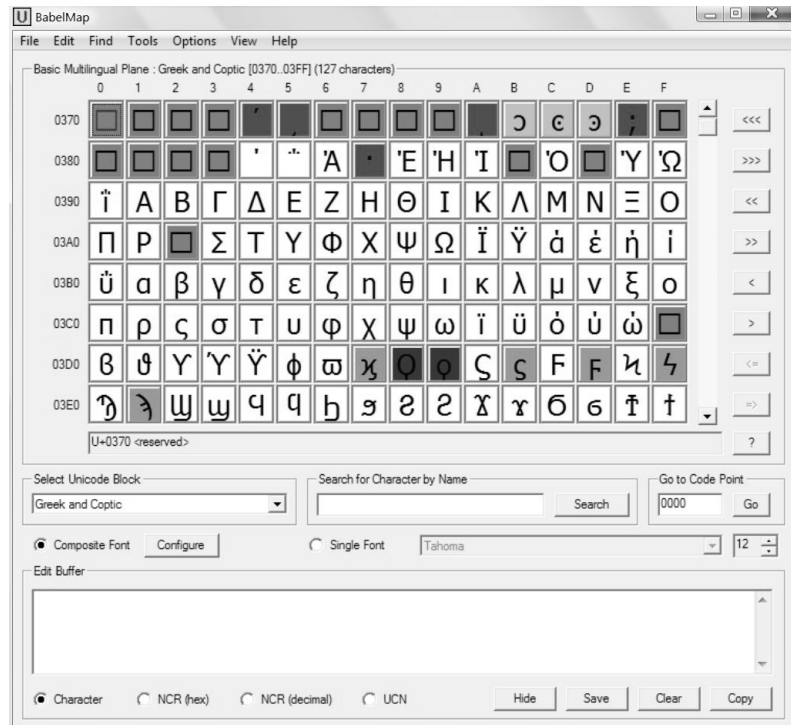 U BabelMap
File Edit Find Tools Options View Help
Basic Multilingual Plane : Greek and Coptic [0370..03FF] (127 characters)
0 1 2 3 4 5 6 7 8 9 A B C D E F
0370 □ □ □ □ ʹ ͵ □ □ □ □ ͺ ͻ ͼ ͽ ; □ <<<
0380 □ □ □ □ ΄ ΅ Ά · Έ Ή Ί □ Ό □ Ύ Ώ >>>
0390 ΐ Α Β Γ Δ Ε Ζ Η Θ Ι Κ Λ Μ Ν Ξ Ο <<
03A0 Π Ρ □ Σ Τ Υ Φ Χ Ψ Ω Ϊ Ϋ ά έ ή ί >>
03B0 ΰ α β γ δ ε ζ η θ ι κ λ μ ν ξ ο <
03C0 π ρ ς σ τ υ φ χ ψ ω ϊ ϋ ό ύ ώ □ >
03D0 ϐ ϑ ϒ ϓ ϔ ϕ ϖ ϗ Ϙ ϙ Ϛ ϛ Ϝ ϝ Ϟ ϟ <=
03E0 Ϡ ϡ Ϣ ϣ Ϥ ϥ Ϧ ϧ Ϩ ϩ Ϫ ϫ Ϭ ϭ Ϯ ϯ =>
U+0370 <reserved> ?
Select Unicode Block Search for Character by Name Go to Code Point
Greek and Coptic Search 0000 Go
Composite Font Configure Single Font Tahoma 12
Edit Buffer
Character NCR (hex) NCR (decimal) UCN Hide Save Clear Copy